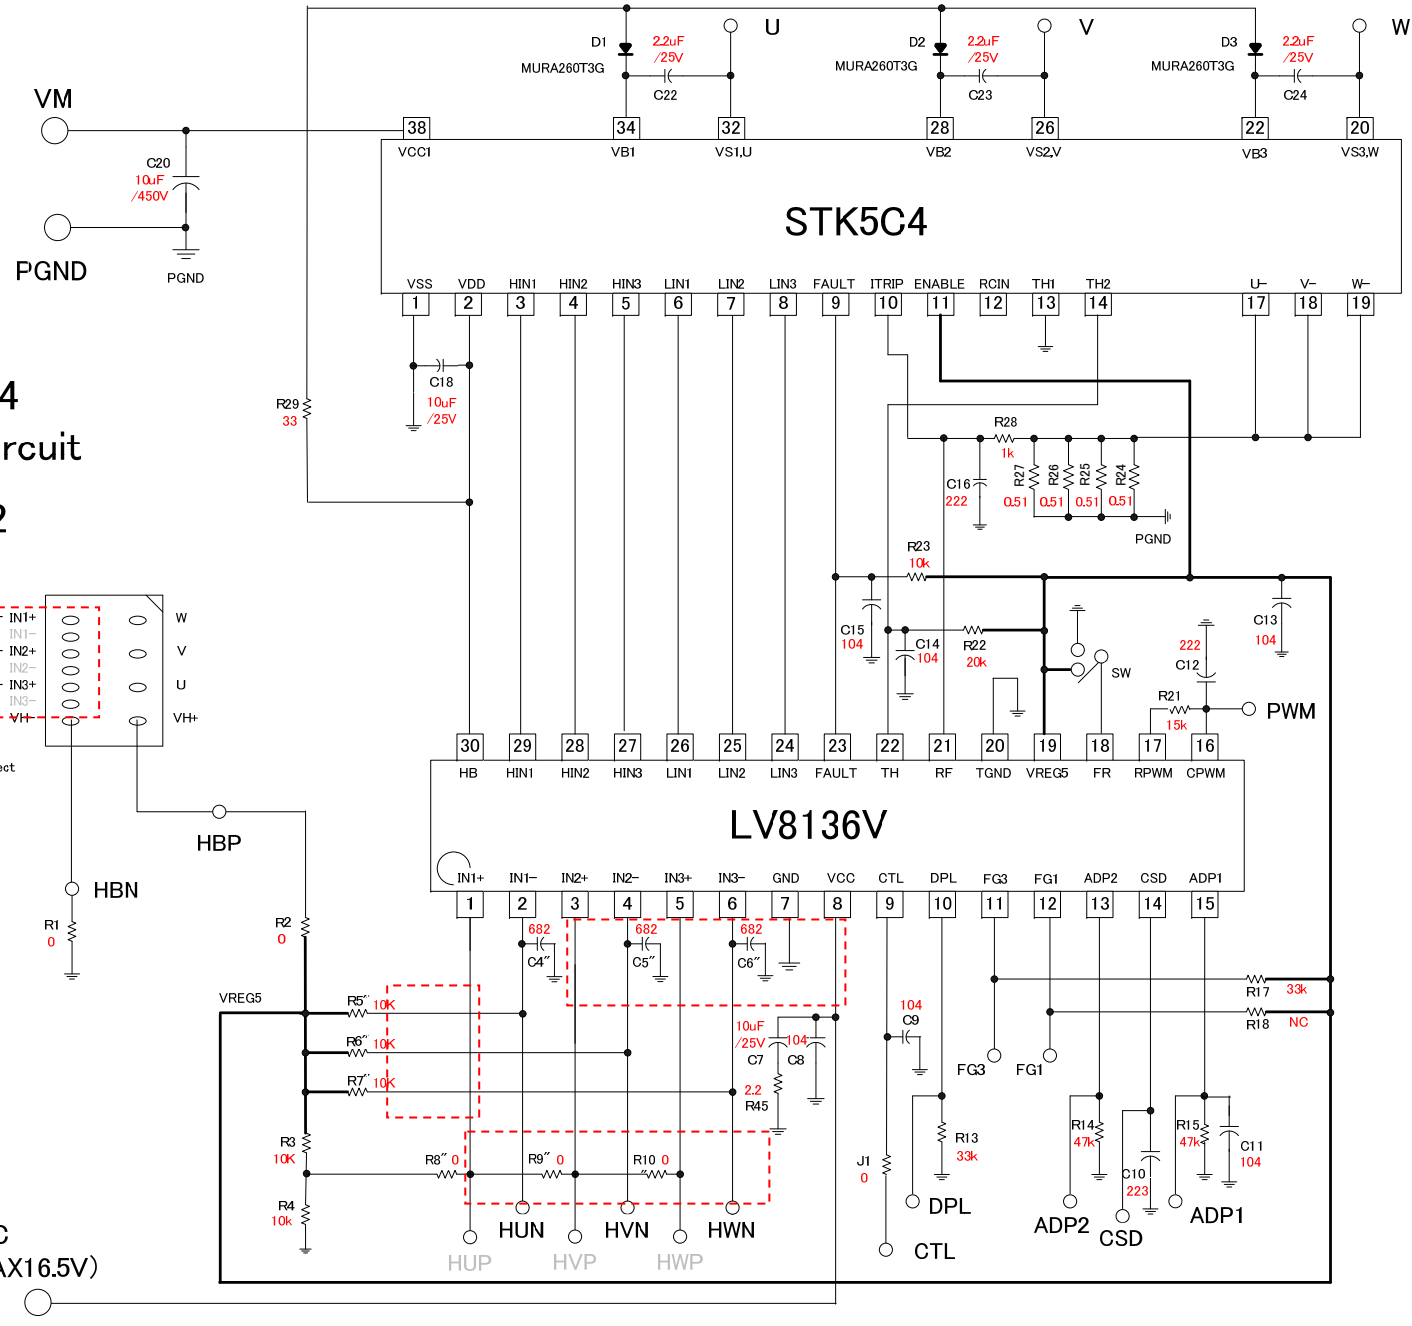 U
V
W
D1
MURA260T3G
2.2uF
/25V
C22
D2
MURA260T3G
2.2uF
/25V
C23
D3
MURA260T3G
2.2uF
/25V
C24
VM
38
34
32
28
26
22
20
VCC1
VB1
VS1,U
VB2
VS2,V
VB3
VS3,W
C20
10uF
/450V
STK5C4
PGND
PGND
VSS
VDD
HIN1
HIN2
HIN3
LIN1
LIN2
LIN3
FAULT
ITRIP
ENABLE
RCIN
TH1
TH2
U-
V-
W-
1
2
3
4
5
6
7
8
9
10
11
12
13
14
17
18
19
C18
10uF
/25V
4
R29
33
rcuit
2
R28
1k
C16
222
R27
0.51
R26
0.51
R25
0.51
R24
0.51
PGND
R23
10k
C15
104
C14
104
R22
20k
SW
222
C12
C13
104
R21
15k
PWM
- IN1+
IN1-
- IN2+
IN2-
- IN3+
IN3-
VH-
W
V
U
VH+
ect
30
29
28
27
26
25
24
23
22
21
20
19
18
17
16
HB
HIN1
HIN2
HIN3
LIN1
LIN2
LIN3
FAULT
TH
RF
TGND
VREG5
FR
RPWM
CPWM
LV8136V
HBP
HBN
IN1+
IN1-
IN2+
IN2-
IN3+
IN3-
GND
VCC
CTL
DPL
FG3
FG1
ADP2
CSD
ADP1
1
2
3
4
5
6
7
8
9
10
11
12
13
14
15
R1
0
R2
0
682
C4"
682
C5"
682
C6"
VREG5
R5" 10K
R6" 10K
R7" 10K
10uF
/25V
C7
104
C8
2.2
R45
104
C9
R17 33k
R18 NC
FG3
FG1
R3
10K
R4
10k
R8" 0
R9" 0
R10 0
"
J1
0
R13
33k
R14
47k
C10
223
R15
47k
C11
104
HUN
HVN
HWN
HUP
HVP
HWP
DPL
CTL
ADP2
CSD
ADP1
C
AX16.5V)